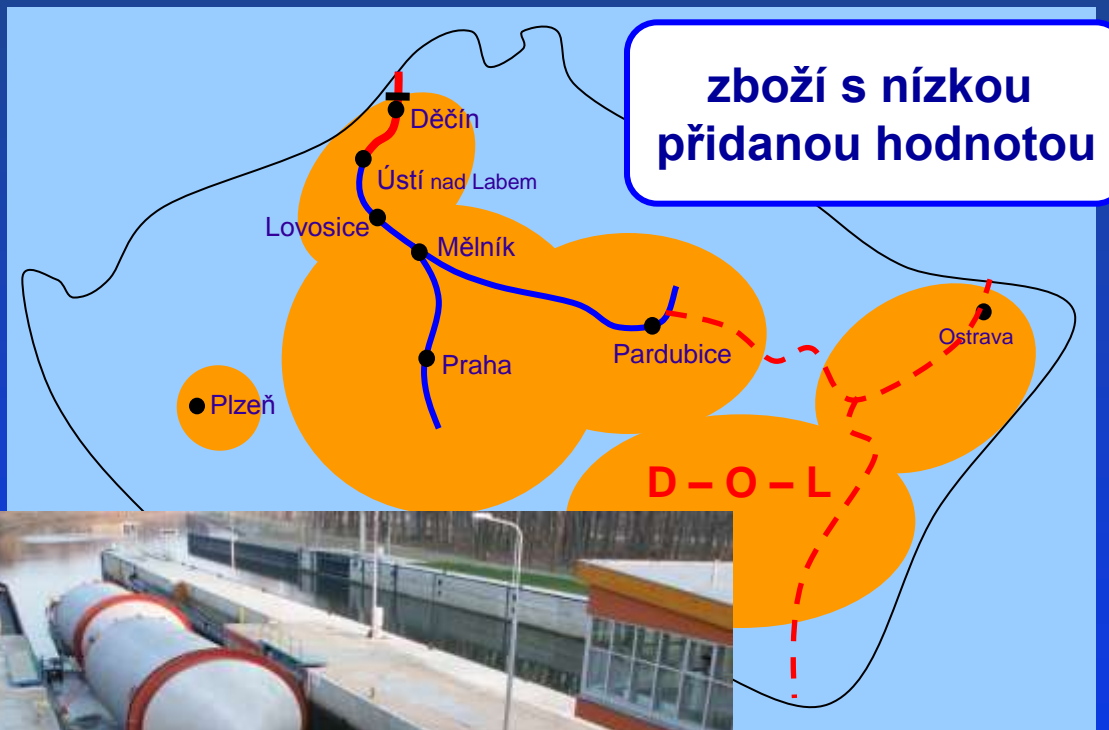 zboží s nízkou
přidanou hodnotou
Děčín
Ústí nad Labem
Lovosice
Mělník
Ostrava
Pardubice
Praha
Plzeň
D – O – L